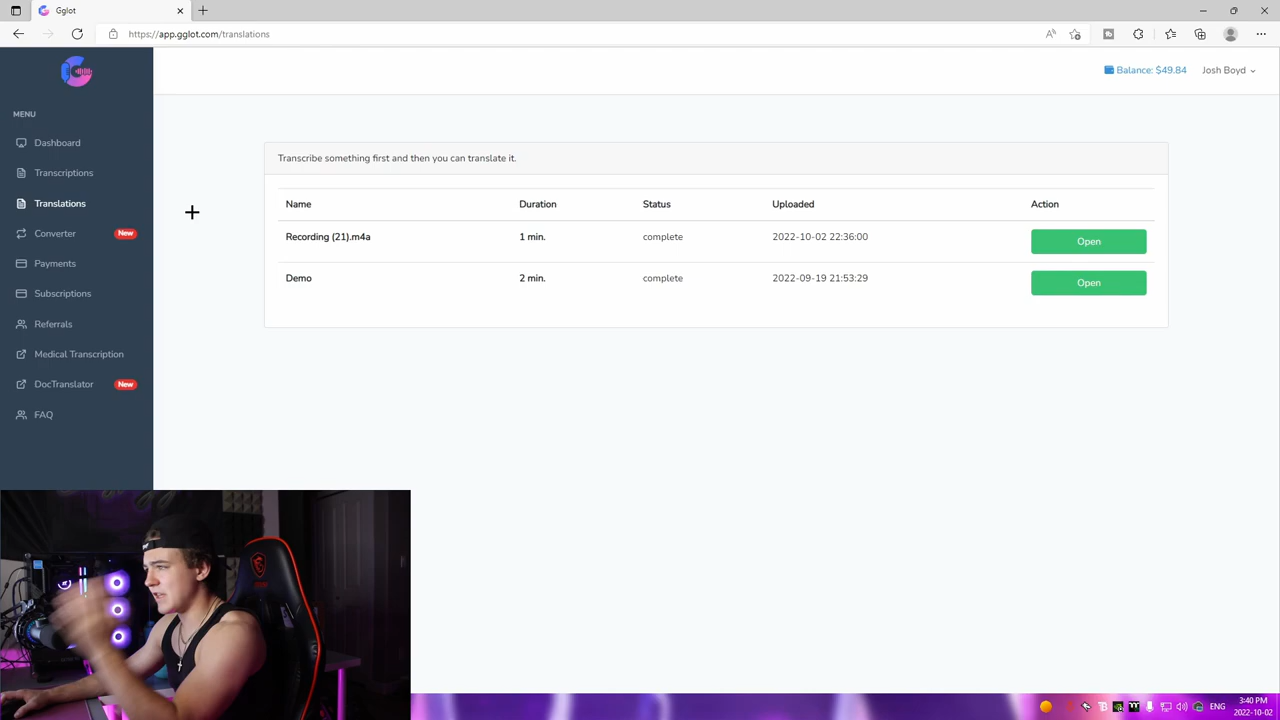 Gglot
https://app.gglot.com/translations
Balance: $49.84
Josh Boyd
MENU
Dashboard
Transcriptions
Translations
Converter New
Payments
Subscriptions
Referrals
Medical Transcription
DocTranslator New
FAQ
Transcribe something first and then you can translate it.
Name Duration Status Uploaded Action
Recording (21).m4a 1 min. complete 2022-10-02 22:36:00 Open
Demo 2 min. complete 2022-09-19 21:53:29 Open
ENG
3:40 PM
2022-10-02